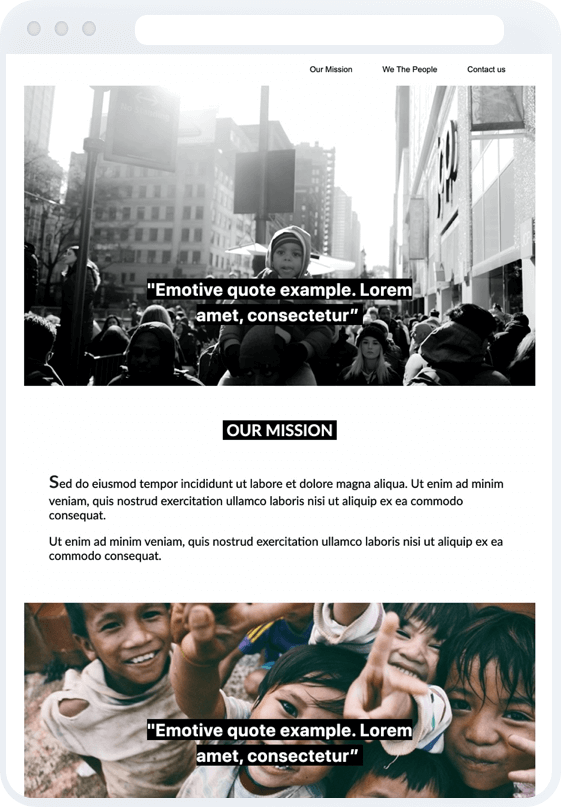 Our Mission We The People Contact us
"Emotive quote example. Lorem
amet, consectetur”
OUR MISSION
Sed do eiusmod tempor incididunt ut labore et dolore magna aliqua. Ut enim ad minim
veniam, quis nostrud exercitation ullamco laboris nisi ut aliquip ex ea commodo
consequat.
Ut enim ad minim veniam, quis nostrud exercitation ullamco laboris nisi ut aliquip ex ea
commodo consequat.
"Emotive quote example. Lorem
amet, consectetur”